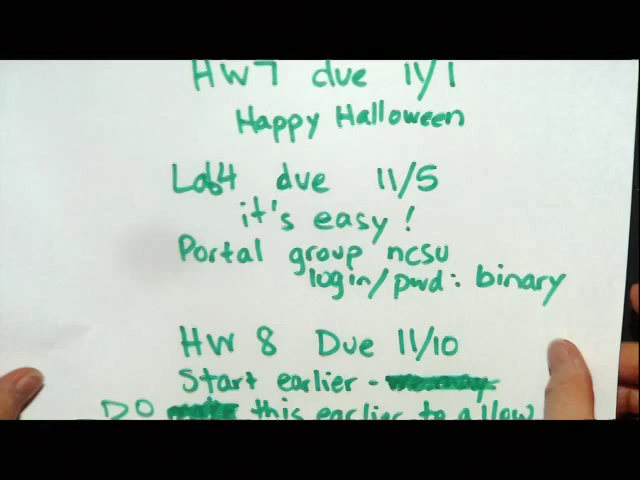 HW7 due 11/1
Happy Halloween
Lab4 due 11/5
it's easy!
Portal group ncsu
login/pwd: binary
HW 8 Due 11/10
Start earlier -
DO this earlier to allow